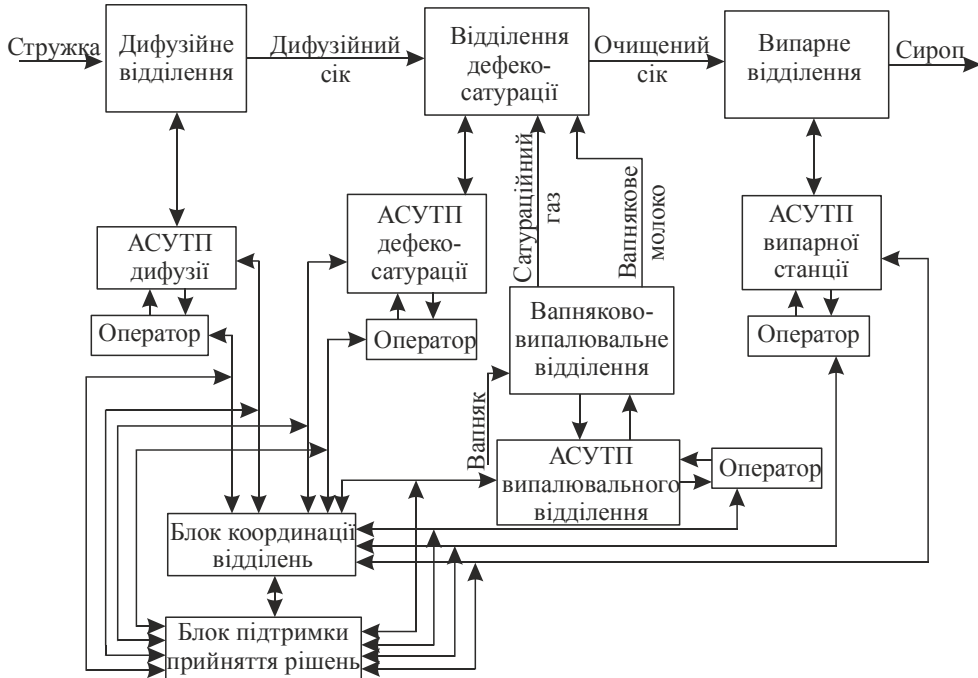 Стружка
Дифузійне
відділення
Дифузійний
сік
Відділення
дефеко-
сатурації
Очищений
сік
Випарне
відділення
Сироп
Сатураційний
газ
Вапнякове
молоко
АСУТП
дифузії
АСУТП
дефеко-
сатурації
АСУТП
випарної
станції
Оператор
Оператор
Вапняково-
випалювальне
відділення
Оператор
Вапняк
АСУТП
випалювального
відділення
Оператор
Блок координації
відділень
Блок підтримки
прийняття рішень